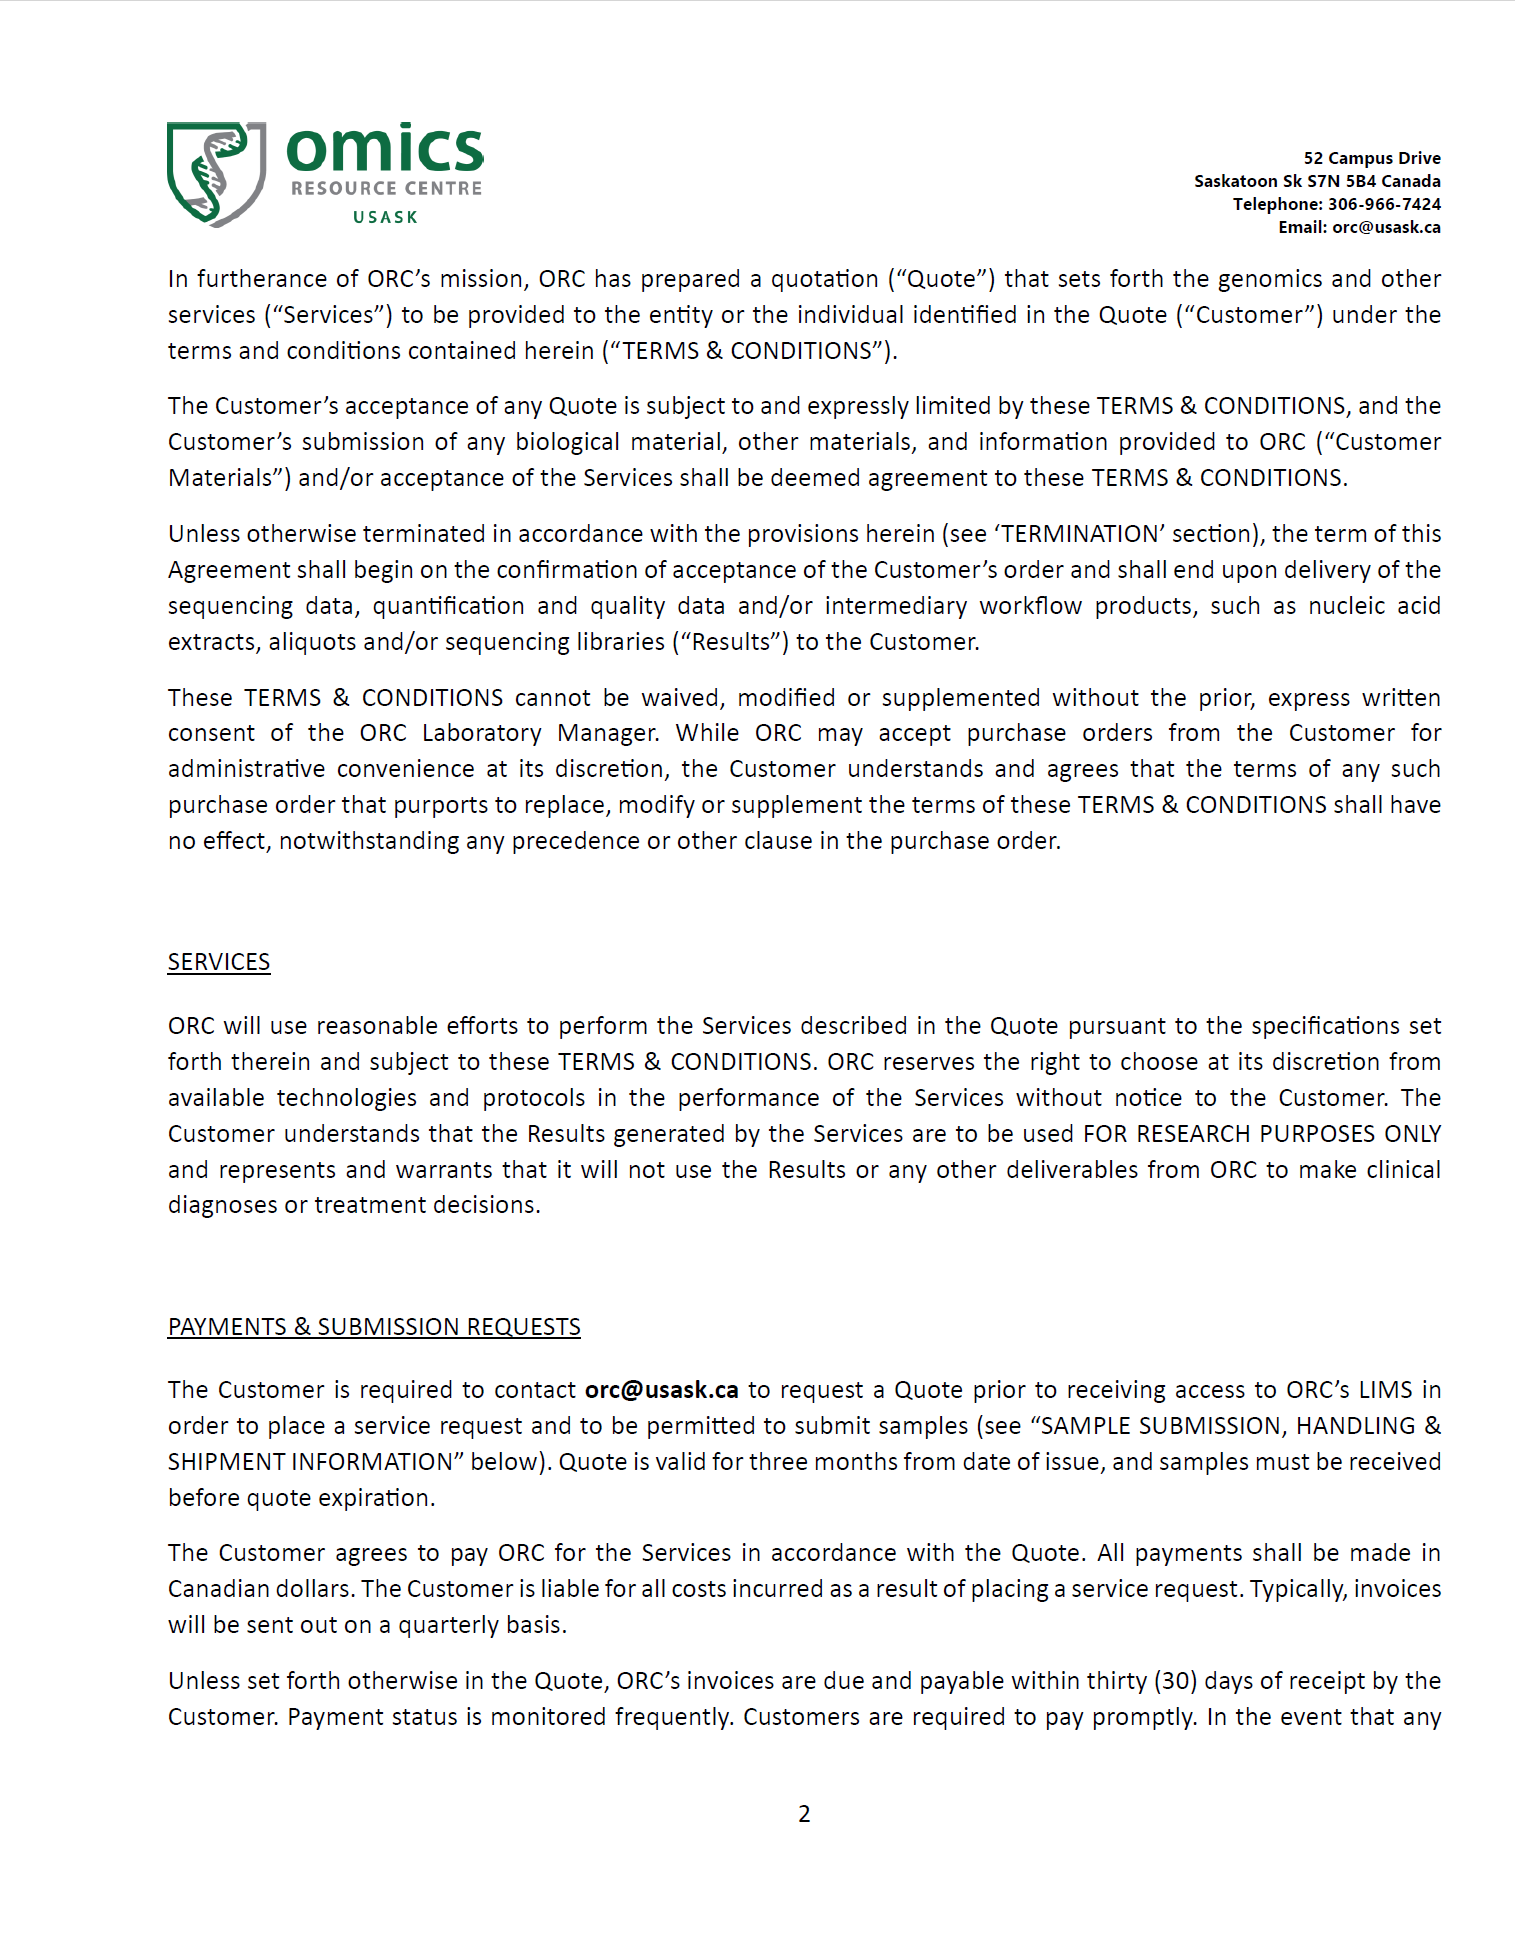 omics
RESOURCE CENTRE
USASK
52 Campus Drive
Saskatoon Sk S7N 5B4 Canada
Telephone: 306-966-7424
Email: orc@usask.ca
In furtherance of ORC’s mission, ORC has prepared a quotation (“Quote”) that sets forth the genomics and other
services (“Services”) to be provided to the entity or the individual identified in the Quote (“Customer”) under the
terms and conditions contained herein (“TERMS & CONDITIONS”).
The Customer’s acceptance of any Quote is subject to and expressly limited by these TERMS & CONDITIONS, and the
Customer’s submission of any biological material, other materials, and information provided to ORC (“Customer
Materials”) and/or acceptance of the Services shall be deemed agreement to these TERMS & CONDITIONS.
Unless otherwise terminated in accordance with the provisions herein (see ‘TERMINATION’ section), the term of this
Agreement shall begin on the confirmation of acceptance of the Customer’s order and shall end upon delivery of the
sequencing data, quantification and quality data and/or intermediary workflow products, such as nucleic acid
extracts, aliquots and/or sequencing libraries (“Results”) to the Customer.
These TERMS & CONDITIONS cannot be waived, modified or supplemented without the prior, express written
consent of the ORC Laboratory Manager. While ORC may accept purchase orders from the Customer for
administrative convenience at its discretion, the Customer understands and agrees that the terms of any such
purchase order that purports to replace, modify or supplement the terms of these TERMS & CONDITIONS shall have
no effect, notwithstanding any precedence or other clause in the purchase order.
SERVICES
ORC will use reasonable efforts to perform the Services described in the Quote pursuant to the specifications set
forth therein and subject to these TERMS & CONDITIONS. ORC reserves the right to choose at its discretion from
available technologies and protocols in the performance of the Services without notice to the Customer. The
Customer understands that the Results generated by the Services are to be used FOR RESEARCH PURPOSES ONLY
and represents and warrants that it will not use the Results or any other deliverables from ORC to make clinical
diagnoses or treatment decisions.
PAYMENTS & SUBMISSION REQUESTS
The Customer is required to contact orc@usask.ca to request a Quote prior to receiving access to ORC’s LIMS in
order to place a service request and to be permitted to submit samples (see “SAMPLE SUBMISSION, HANDLING &
SHIPMENT INFORMATION” below). Quote is valid for three months from date of issue, and samples must be received
before quote expiration.
The Customer agrees to pay ORC for the Services in accordance with the Quote. All payments shall be made in
Canadian dollars. The Customer is liable for all costs incurred as a result of placing a service request. Typically, invoices
will be sent out on a quarterly basis.
Unless set forth otherwise in the Quote, ORC’s invoices are due and payable within thirty (30) days of receipt by the
Customer. Payment status is monitored frequently. Customers are required to pay promptly. In the event that any
2